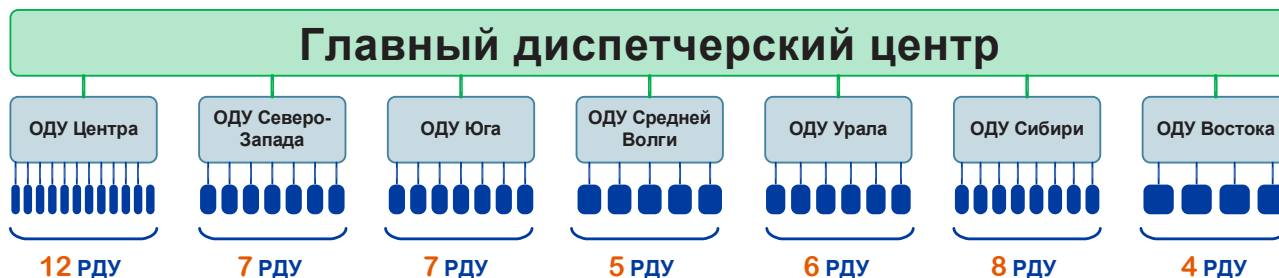 Главный диспетчерский центр
ОДУ Центра
ОДУ Северо-
Запада
ОДУ Юга
ОДУ Средней
Волги
ОДУ Урала
ОДУ Сибири
ОДУ Востока
12 РДУ
7 РДУ
7 РДУ
5 РДУ
6 РДУ
8 РДУ
4 РДУ